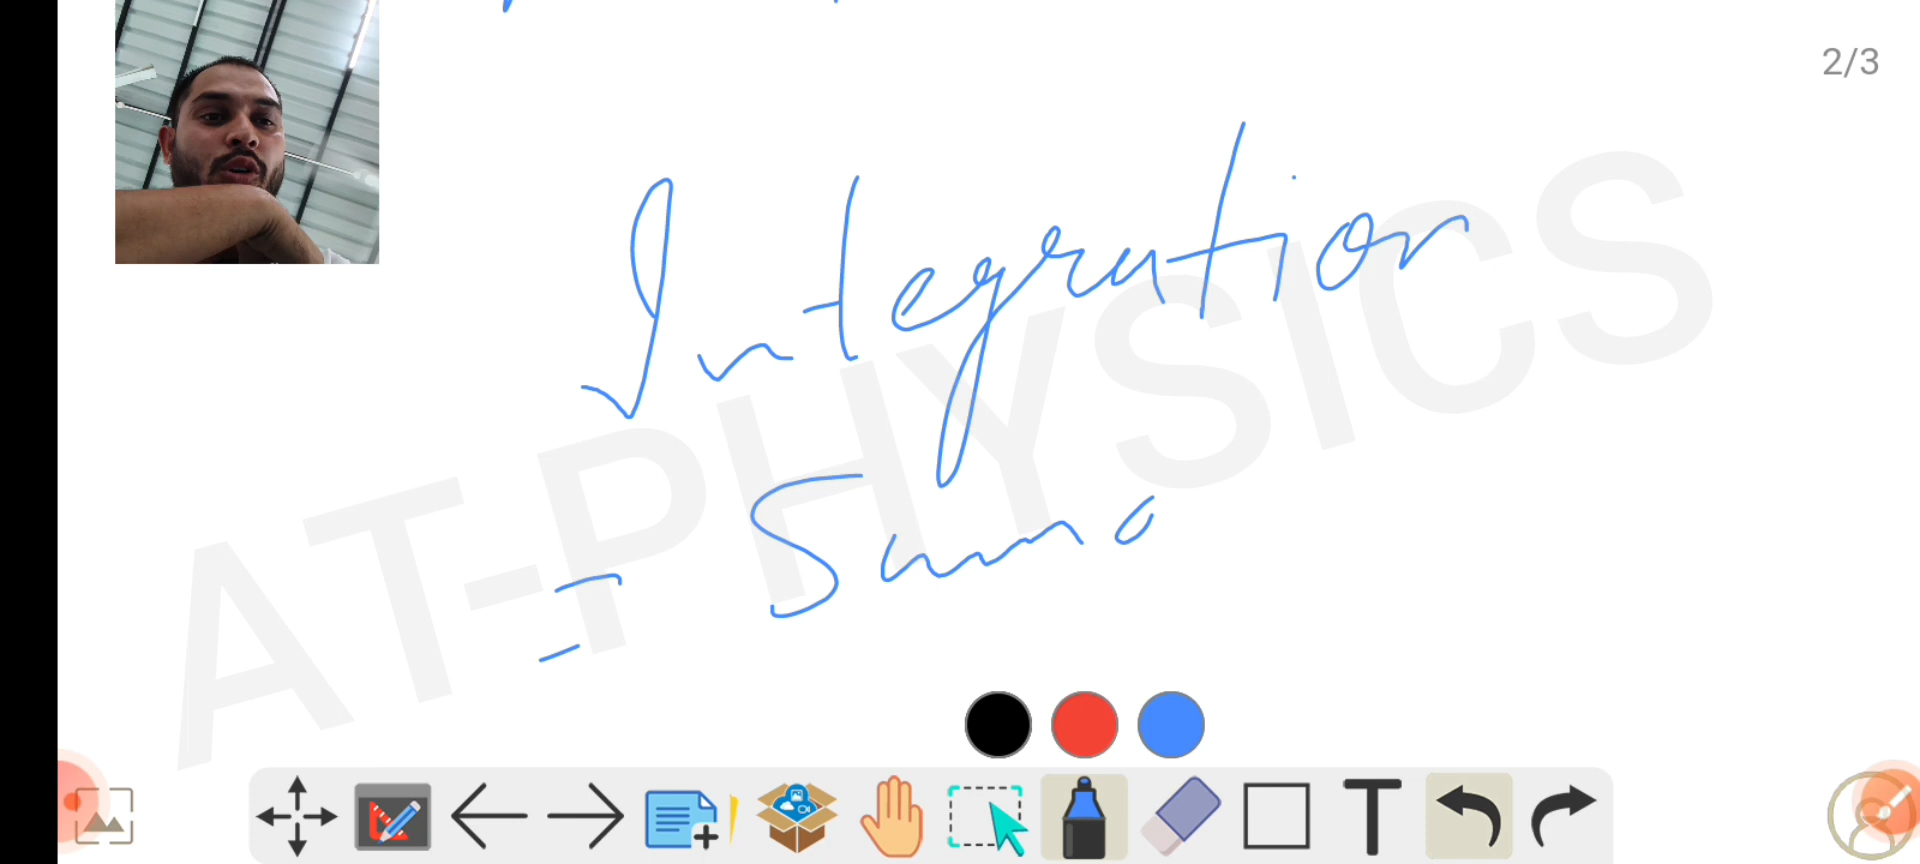 2/3
Integration
AT-PHYSICS
= Sum o
T